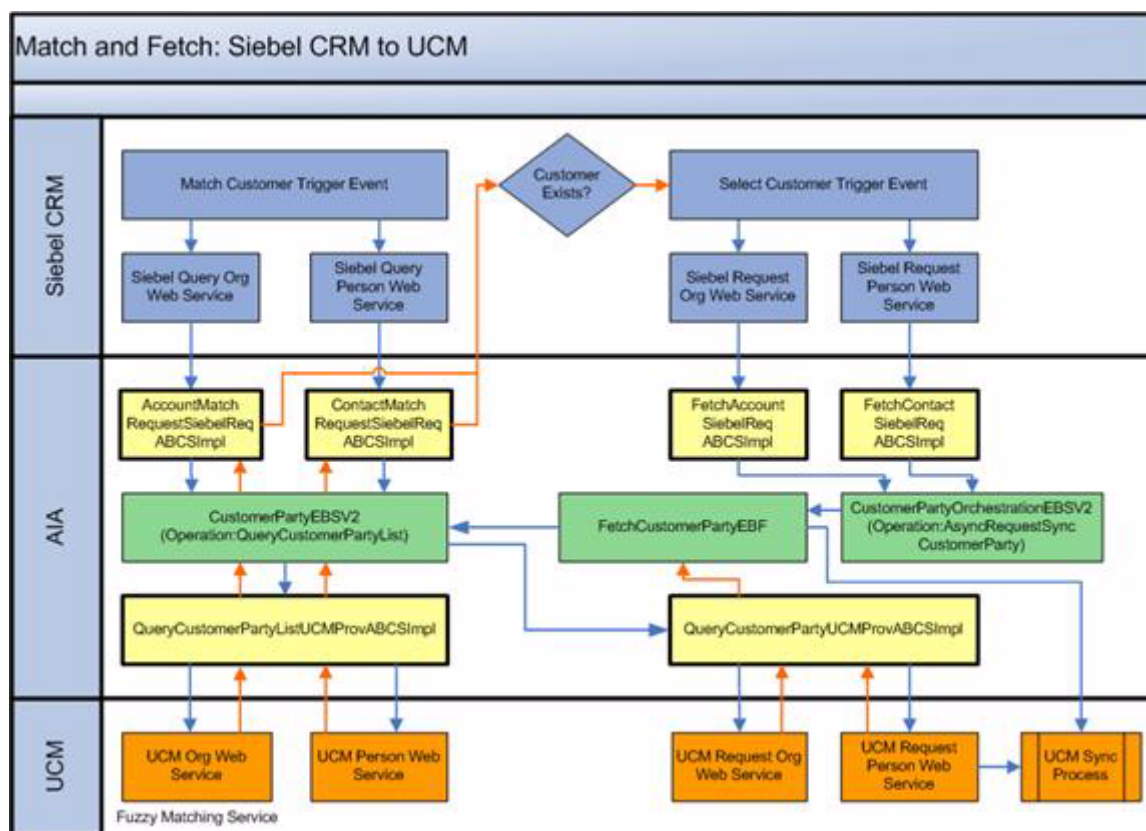 Match and Fetch: Siebel CRM to UCM
Siebel CRM
Match Customer Trigger Event
Customer
Exists?
Select Customer Trigger Event
Siebel Query Org
Web Service
Siebel Query
Person Web
Service
Siebel Request
Org Web Service
Siebel Request
Person Web
Service
AIA
AccountMatch
RequestSiebelReq
ABCSImpl
ContactMatch
RequestSiebelReq
ABCSImpl
FetchAccount
SiebelReq
ABCSImpl
FetchContact
SiebelReq
ABCSImpl
CustomerPartyEBSV2
(Operation:QueryCustomerPartyList)
FetchCustomerPartyEBF
CustomerPartyOrchestrationEBSV2
(Operation:AsyncRequestSync
CustomerParty)
QueryCustomerPartyListUCMProvABCSImpl
QueryCustomerPartyUCMProvABCSImpl
UCM
UCM Org Web
Service
UCM Person Web
Service
UCM Request Org
Web Service
UCM Request
Person Web
Service
UCM Sync
Process
Fuzzy Matching Service